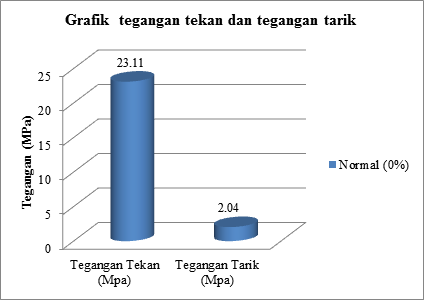 Grafik tegangan tekan dan tegangan tarik
Tegangan (MPa)
25
20
15
10
5
0
23.11
2.04
Tegangan Tekan
(Mpa)
Tegangan Tarik
(Mpa)
Normal (0%)